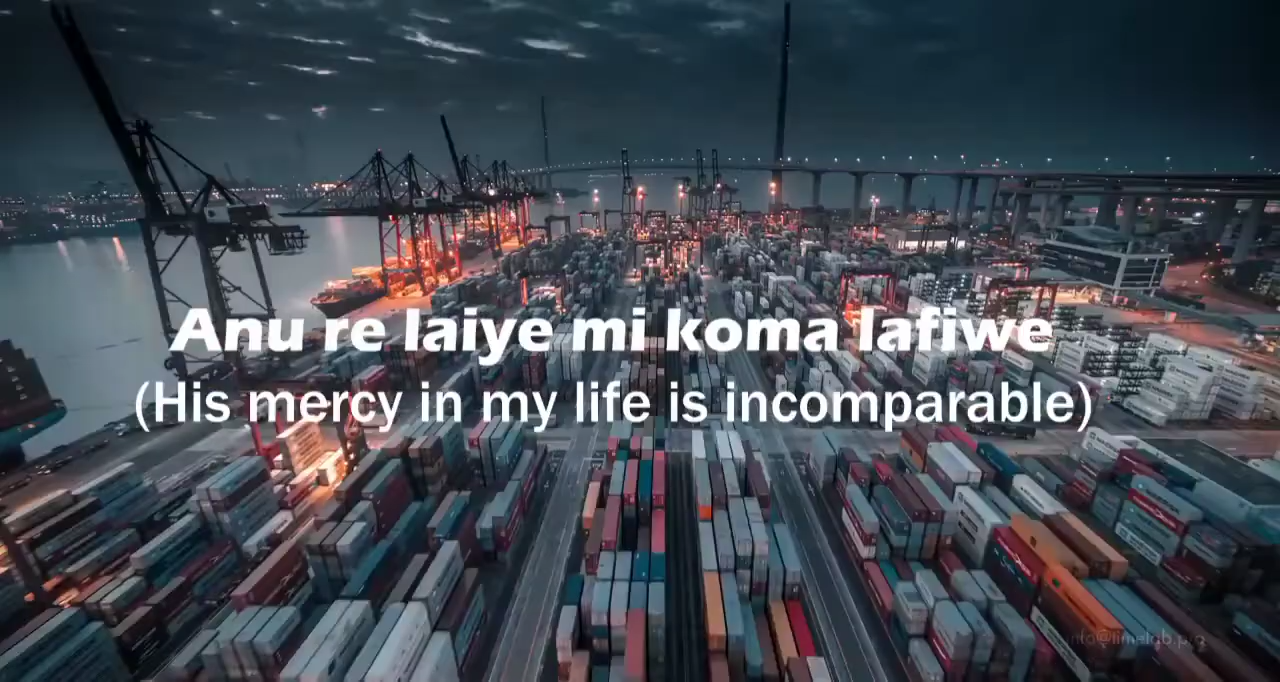 Anu re laiye mi koma lafiwe
(His mercy in my life is incomparable)